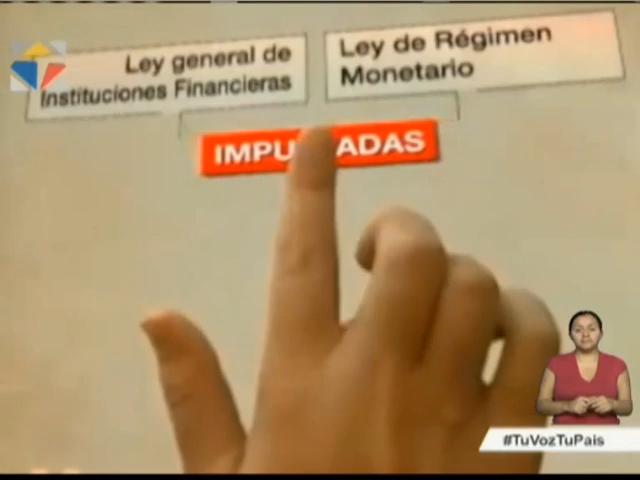 Ley general de
Instituciones Financieras
Ley de Régimen
Monetario
#TuVozTuPais